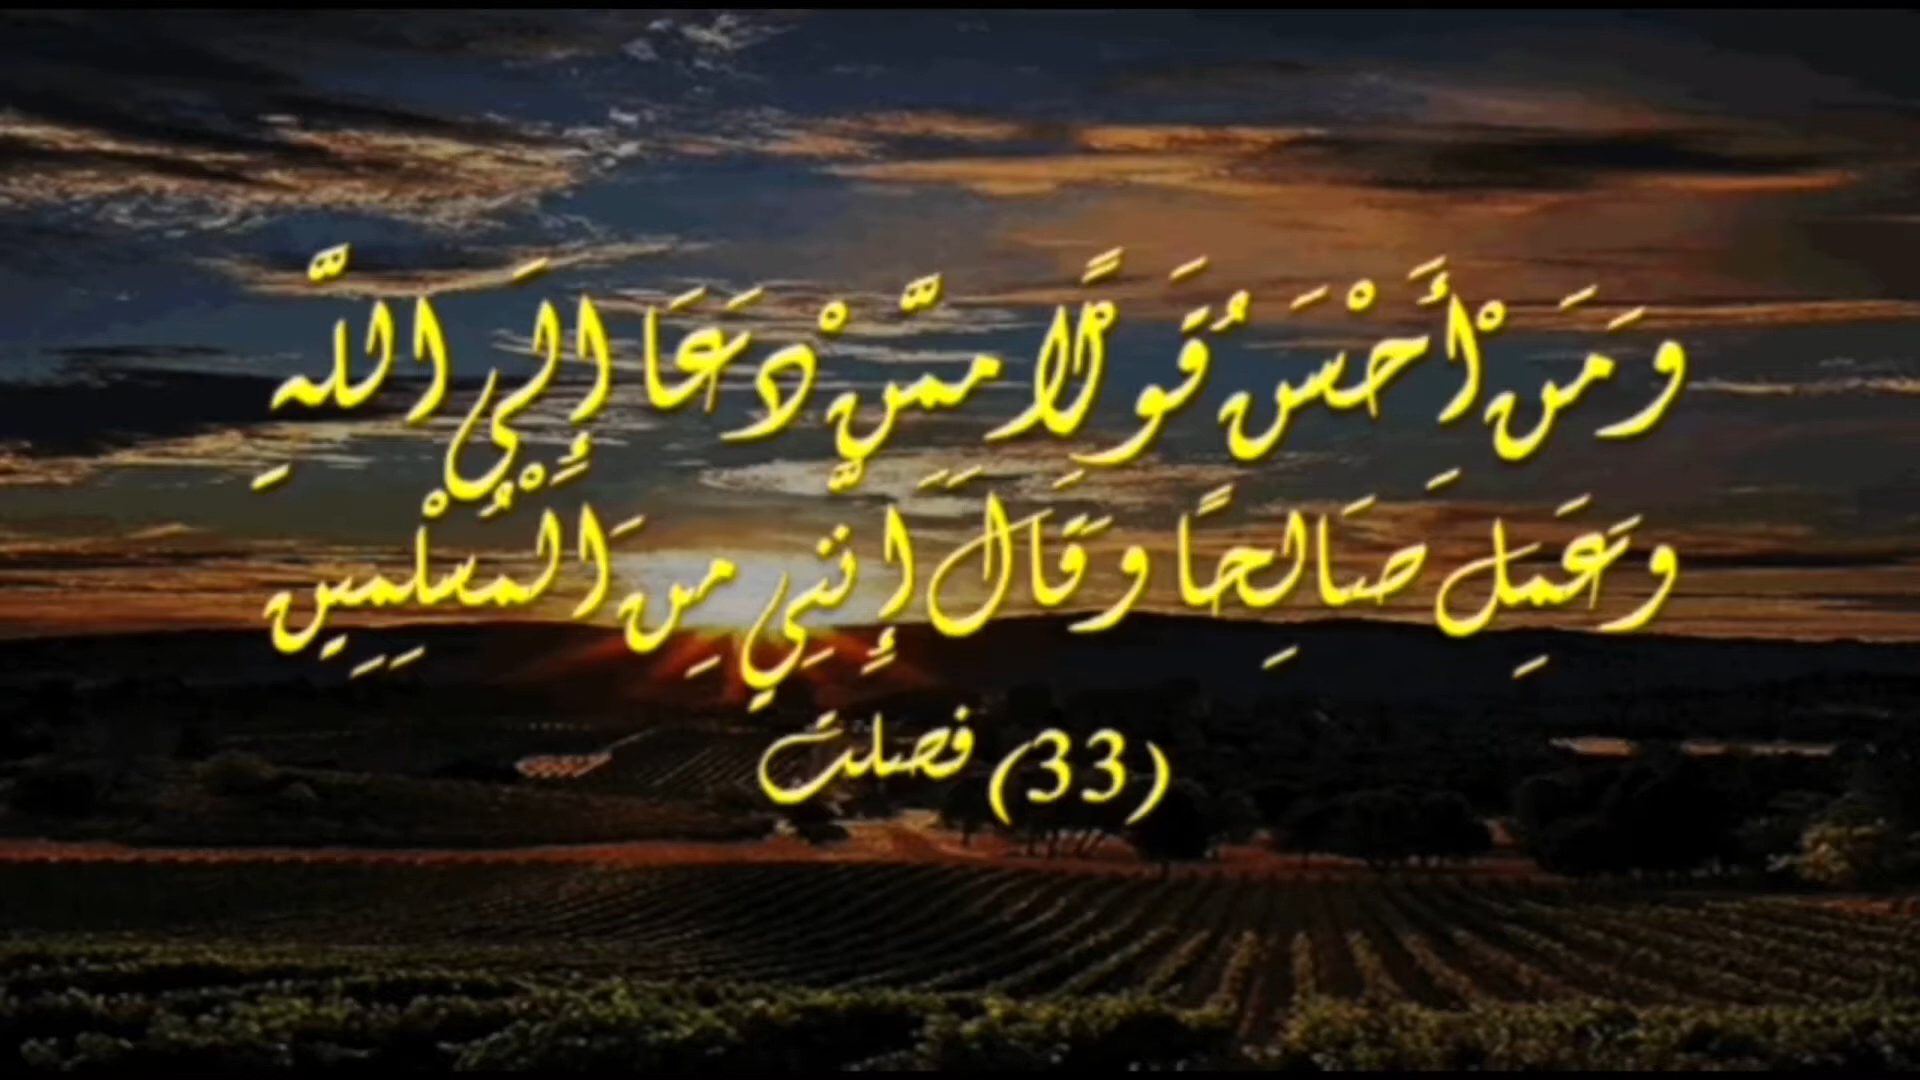 وَمَنْ أَحْسَنُ قَوْلًا مِمَّنْ دَعَا إِلَى اللَّهِ
وَعَمِلَ صَالِحًا وَقَالَ إِنَّنِي مِنَ الْمُسْلِمِين
(33) فصلت